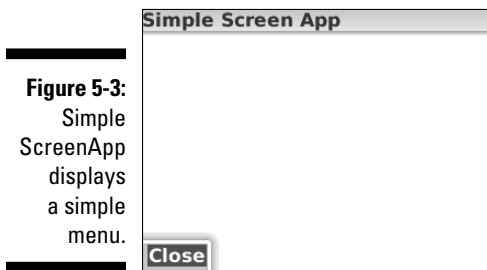 Simple Screen App
Figure 5-3:
Simple
ScreenApp
displays
a simple
menu.
Close